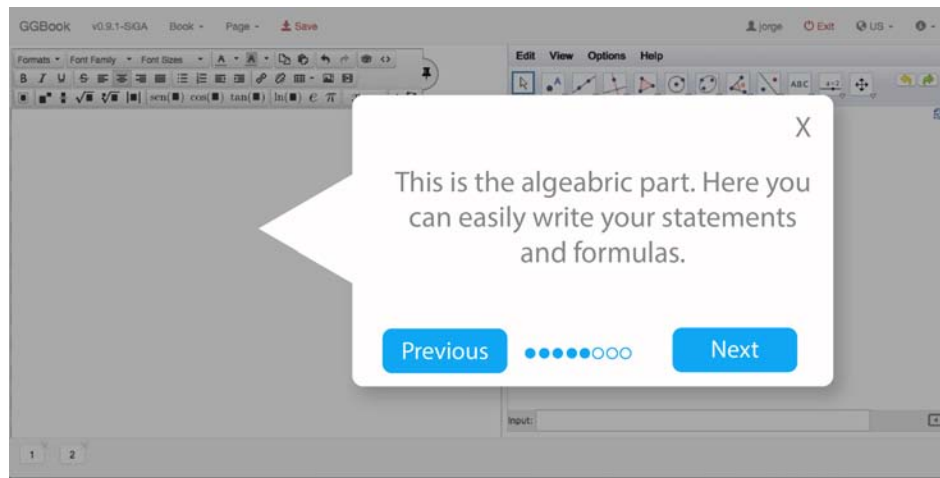 GGBook v0.9.1-SiGA Book Page Save jorge Exit US
Formats Font Family Font Sizes A A
B I U S
√■ ∛■ |■| sen(■) cos(■) tan(■) ln(■) e π
Edit View Options Help
A ABC a=2
X
This is the algeabric part. Here you
can easily write your statements
and formulas.
Previous Next
Input:
1 2